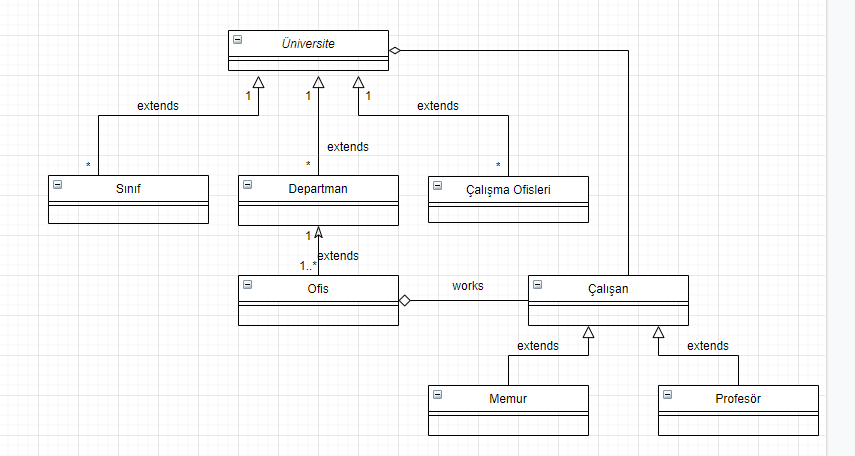 Üniversite
1
1
1
extends
extends
extends
*
*
*
Sınıf
Departman
Çalışma Ofisleri
1
extends
1..*
Ofis
works
Çalışan
extends
extends
Memur
Profesör